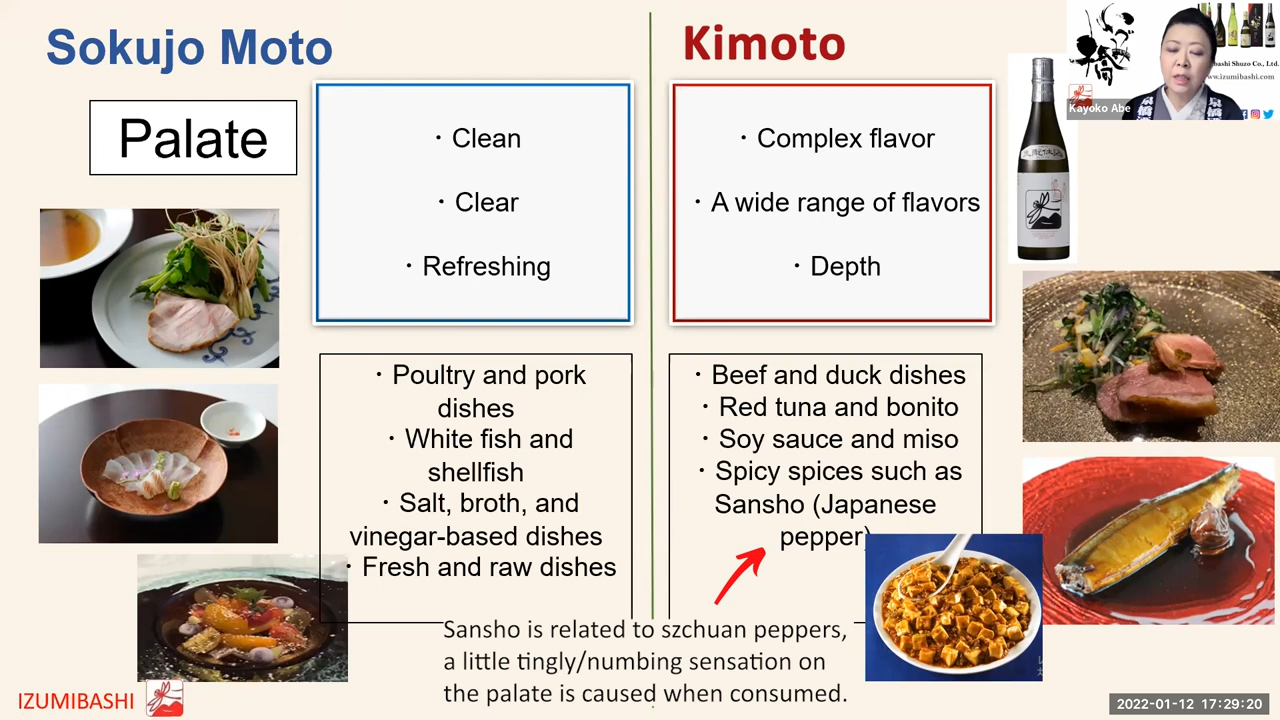 Sokujo Moto
Kimoto
Palate
・Clean
・Clear
・Refreshing
・Complex flavor
・A wide range of flavors
・Depth
・Poultry and pork
dishes
・White fish and
shellfish
・Salt, broth, and
vinegar-based dishes
・Fresh and raw dishes
・Beef and duck dishes
・Red tuna and bonito
・Soy sauce and miso
・Spicy spices such as
Sansho (Japanese
pepper)
Sansho is related to szchuan peppers,
a little tingly/numbing sensation on
the palate is caused when consumed.
IZUMIBASHI
Kayoko Abe
bashi Shuzo Co., Ltd.
www.izumibashi.com
2022-01-12 17:29:20